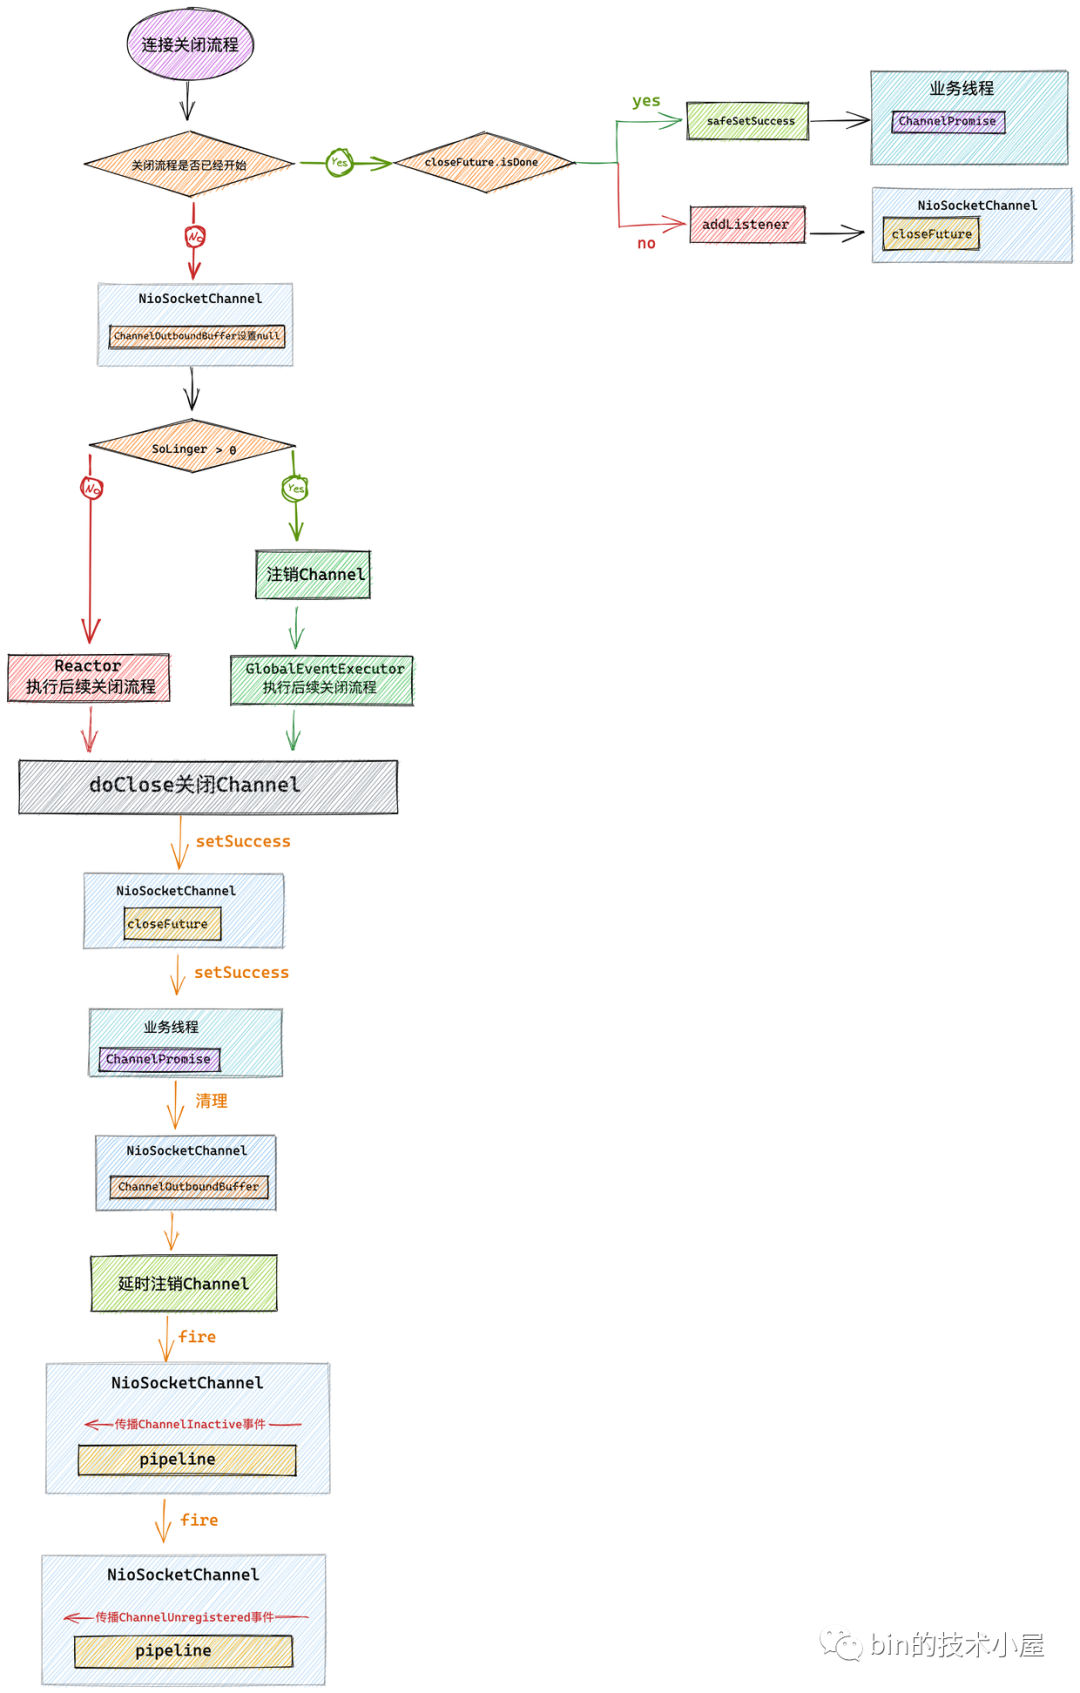 连接关闭流程
关闭流程是否已经开始
Yes
closeFuture.isDone
yes
safeSetSuccess
业务线程
ChannelPromise
no
addListener
NioSocketChannel
closeFuture
No
NioSocketChannel
ChannelOutboundBuffer设置null
SoLinger > 0
No
Yes
注销Channel
Reactor
执行后续关闭流程
GlobalEventExecutor
执行后续关闭流程
doClose关闭Channel
setSuccess
NioSocketChannel
closeFuture
setSuccess
业务线程
ChannelPromise
清理
NioSocketChannel
ChannelOutboundBuffer
延时注销Channel
fire
NioSocketChannel
传播ChannelInactive事件
pipeline
fire
NioSocketChannel
传播ChannelUnregistered事件
pipeline
bin的技术小屋